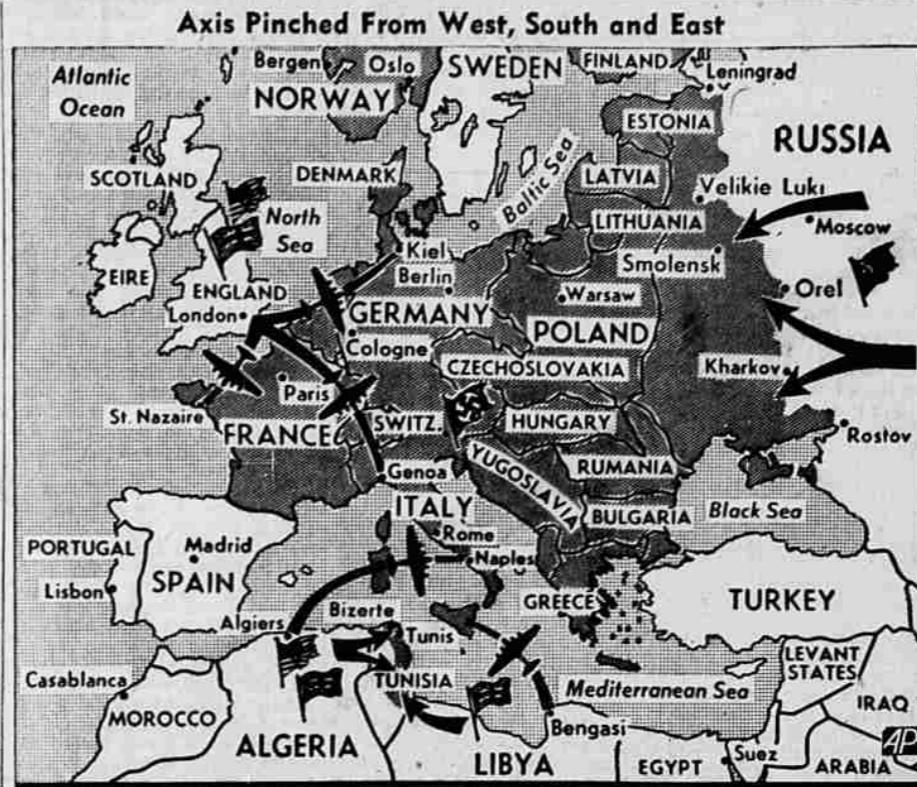 Axis Pinched From West, South and East
Atlantic
Ocean
Bergen
Oslo
NORWAY
SWEDEN
FINLAND
Leningrad
ESTONIA
RUSSIA
SCOTLAND
DENMARK
Baltic Sea
LATVIA
Velikie Luki
North
Sea
LITHUANIA
Moscow
EIRE
Kiel
Berlin
Smolensk
ENGLAND
London
GERMANY
Warsaw
Orel
POLAND
Cologne
CZECHOSLOVAKIA
Kharkov
Paris
St. Nazaire
FRANCE
SWITZ.
HUNGARY
Rostov
Genoa
YUGOSLAVIA
RUMANIA
ITALY
BULGARIA
Black Sea
Rome
PORTUGAL
Madrid
Naples
Lisbon
SPAIN
GREECE
TURKEY
Algiers
Bizerte
Tunis
LEVANT
STATES
Casablanca
TUNISIA
Mediterranean Sea
IRAQ
MOROCCO
Bengasi
ALGERIA
LIBYA
EGYPT
Suez
ARABIA
AP